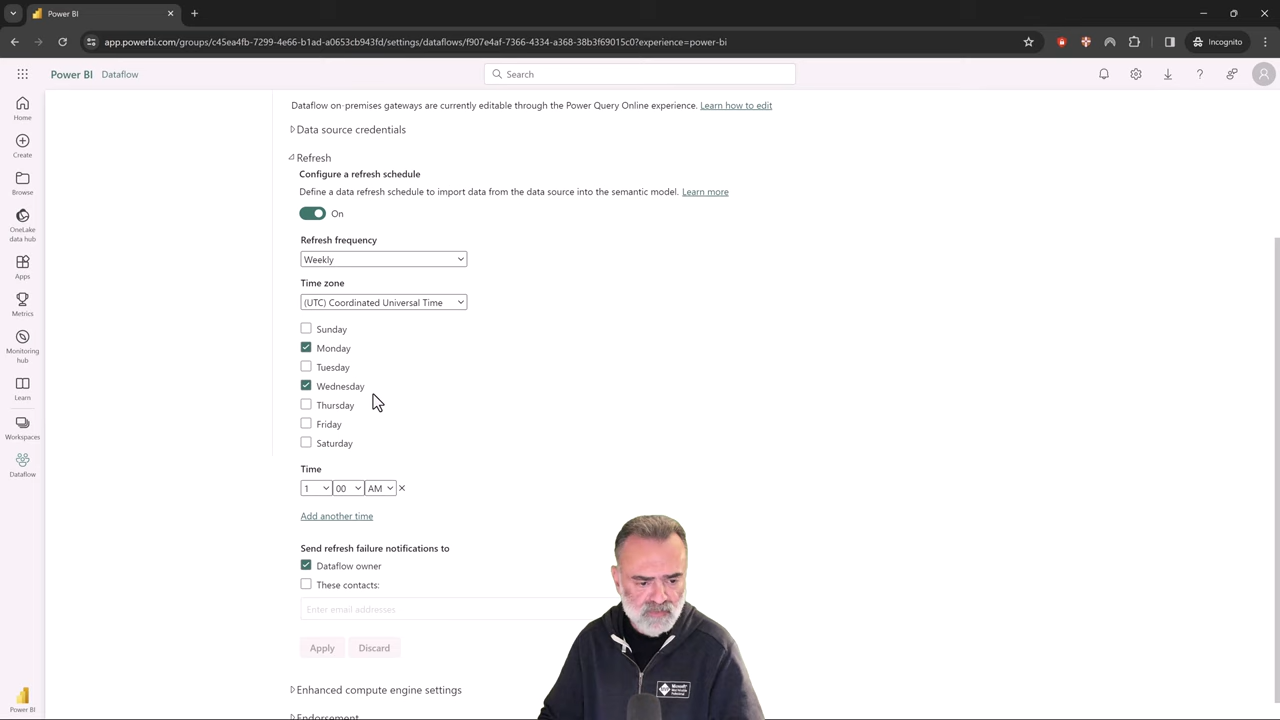 Power BI
app.powerbi.com/groups/c45ea4fb-7299-4e66-b1ad-a0653cb943fd/settings/dataflows/f907e4af-7366-4334-a368-38b3f69015c0?experience=power-bi
Incognito
Power BI Dataflow
Search
Home
Create
Browse
OneLake
data hub
Apps
Metrics
Monitoring
hub
Learn
Workspaces
Dataflow
Power BI
Dataflow on-premises gateways are currently editable through the Power Query Online experience. Learn how to edit
Data source credentials
Refresh
Configure a refresh schedule
Define a data refresh schedule to import data from the data source into the semantic model. Learn more
On
Refresh frequency
Weekly
Time zone
(UTC) Coordinated Universal Time
Sunday
Monday
Tuesday
Wednesday
Thursday
Friday
Saturday
Time
1 00 AM
Add another time
Send refresh failure notifications to
Dataflow owner
These contacts:
Enter email addresses
Apply Discard
Enhanced compute engine settings
Endorsement
Microsoft